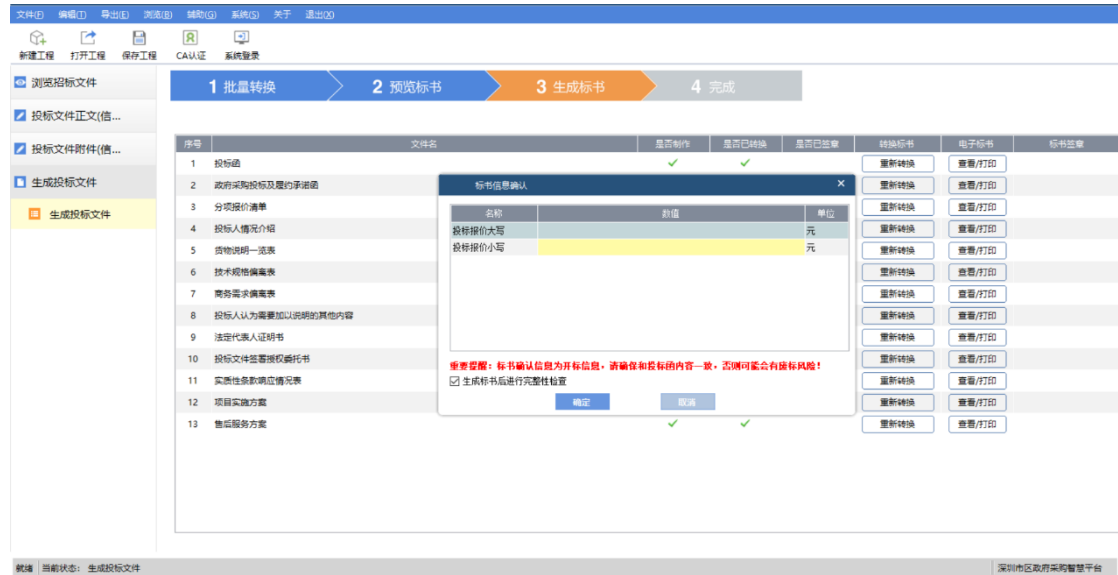 文件(F) 编辑(T) 导出(E) 浏览(B) 辅助(G) 系统(S) 关于 退出(X)
新建工程 打开工程 保存工程 CA认证 系统登录
浏览招标文件
投标文件正文(信...
投标文件附件(信...
生成投标文件
生成投标文件
1 批量转换 2 预览标书 3 生成标书 4 完成
序号 文件名 是否制作 是否已转换 是否已签章 转换标书 电子标书 标书签章
1 投标函 重新转换 查看/打印
2 政府采购投标及履约承诺函 重新转换 查看/打印
3 分项报价清单 重新转换 查看/打印
4 投标人情况介绍 重新转换 查看/打印
5 货物说明一览表 重新转换 查看/打印
6 技术规格偏离表 重新转换 查看/打印
7 商务需求偏离表 重新转换 查看/打印
8 投标人认为需要加以说明的其他内容 重新转换 查看/打印
9 法定代表人证明书 重新转换 查看/打印
10 投标文件签署授权委托书 重新转换 查看/打印
11 实质性条款响应情况表 重新转换 查看/打印
12 项目实施方案 重新转换 查看/打印
13 售后服务方案 重新转换 查看/打印
标书信息确认 ×
名称 数值 单位
投标报价大写 元
投标报价小写 元
重要提醒：标书确认信息为开标信息，请确保和投标函内容一致，否则可能会有废标风险！
生成标书后进行完整性检查
确定 取消
就绪 当前状态：生成投标文件 深圳市区政府采购智慧平台